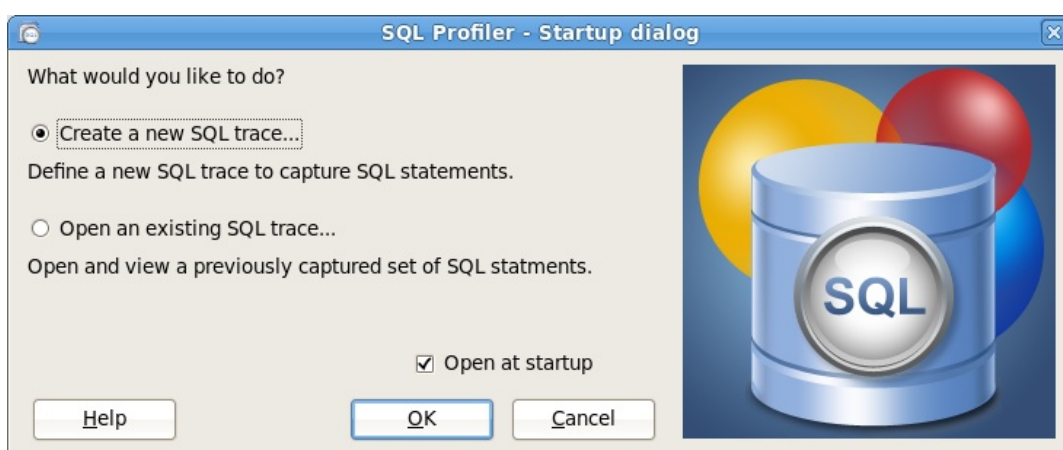 SQL Profiler - Startup dialog
What would you like to do?
Create a new SQL trace...
Define a new SQL trace to capture SQL statements.
Open an existing SQL trace...
Open and view a previously captured set of SQL statments.
SQL
Open at startup
Help
OK
Cancel